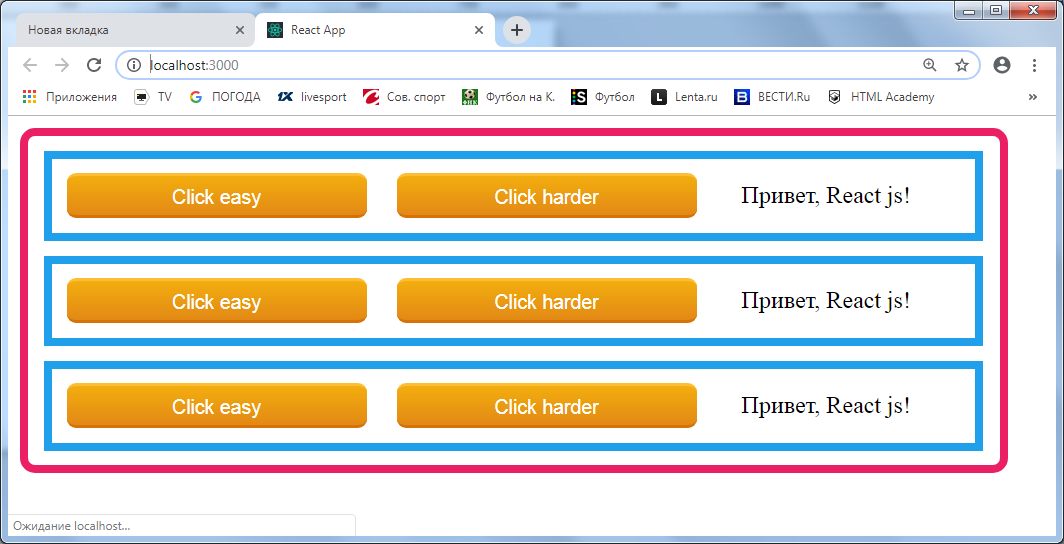 Новая вкладка
React App
localhost:3000
Приложения TV ПОГОДА livesport Сов. спорт Футбол на К. Футбол Lenta.ru ВЕСТИ.Ru HTML Academy »
Click easy Click harder Привет, React js!
Click easy Click harder Привет, React js!
Click easy Click harder Привет, React js!
Ожидание localhost...